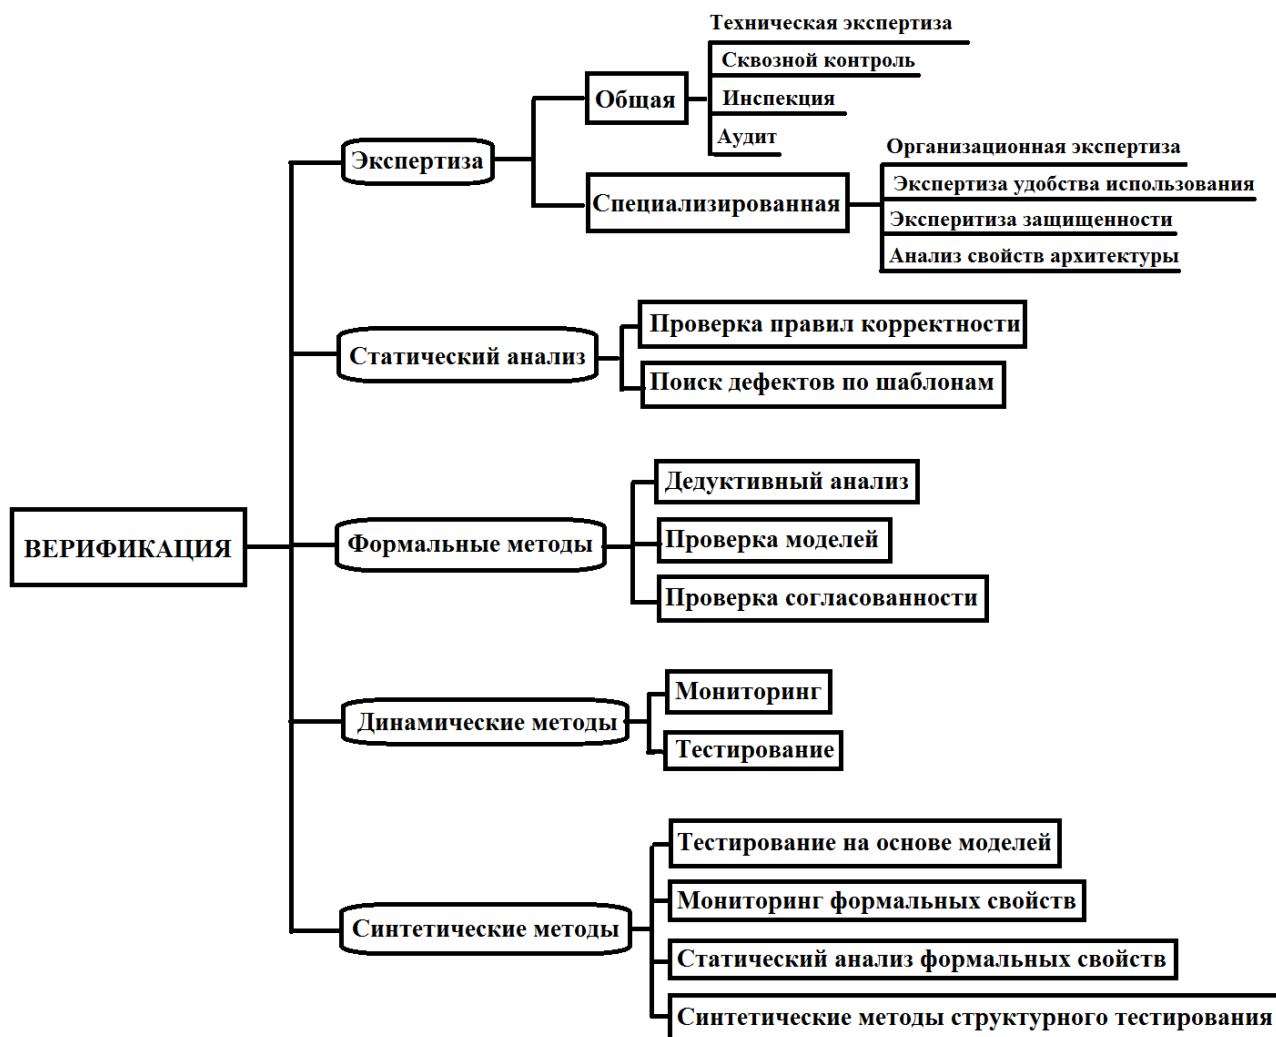 Техническая экспертиза
Сквозной контроль
Общая
Инспекция
Аудит
Экспертиза
Организационная экспертиза
Экспертиза удобства использования
Специализированная
Эксперитиза защищенности
Анализ свойств архитектуры
Проверка правил корректности
Статический анализ
Поиск дефектов по шаблонам
Дедуктивный анализ
ВЕРИФИКАЦИЯ
Формальные методы
Проверка моделей
Проверка согласованности
Мониторинг
Динамические методы
Тестирование
Тестирование на основе моделей
Мониторинг формальных свойств
Синтетические методы
Статический анализ формальных свойств
Синтетические методы структурного тестирования